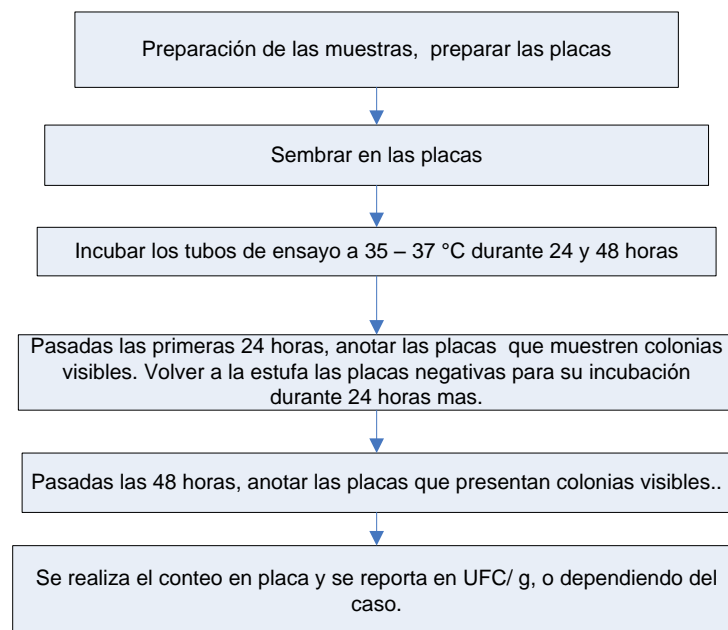 Preparación de las muestras,  preparar las placas
Sembrar en las placas
Incubar los tubos de ensayo a 35 – 37 °C durante 24 y 48 horas
Pasadas las primeras 24 horas, anotar las placas  que muestren colonias
visibles. Volver a la estufa las placas negativas para su incubación
durante 24 horas mas.
Pasadas las 48 horas, anotar las placas que presentan colonias visibles..
Se realiza el conteo en placa y se reporta en UFC/ g, o dependiendo del
caso.